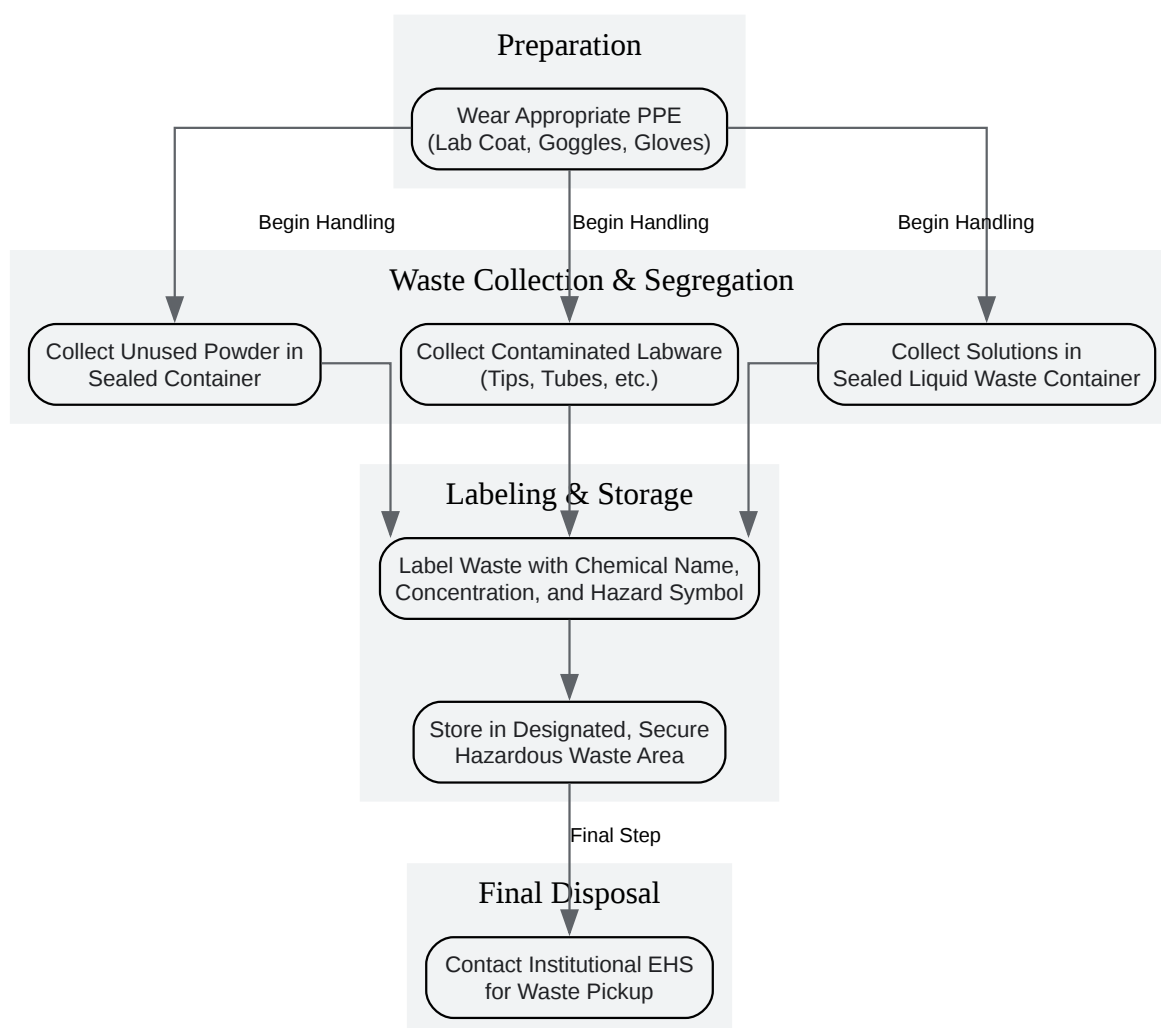 Preparation
Wear Appropriate PPE
(Lab Coat, Goggles, Gloves)
Begin Handling
Begin Handling
Begin Handling
Waste Collection & Segregation
Collect Unused Powder in
Sealed Container
Collect Contaminated Labware
(Tips, Tubes, etc.)
Collect Solutions in
Sealed Liquid Waste Container
Labeling & Storage
Label Waste with Chemical Name,
Concentration, and Hazard Symbol
Store in Designated, Secure
Hazardous Waste Area
Final Step
Final Disposal
Contact Institutional EHS
for Waste Pickup